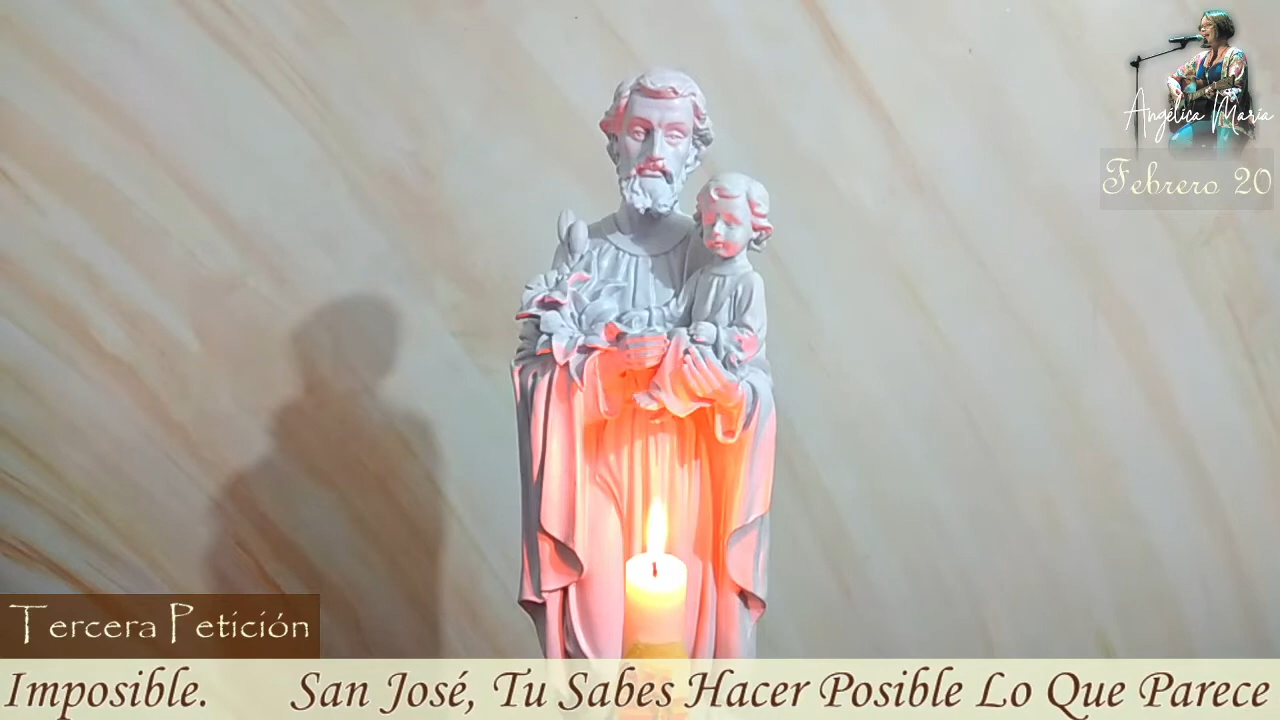 Angélica María
Febrero 20
Tercera Petición
Imposible. San José, Tu Sabes Hacer Posible Lo Que Parece